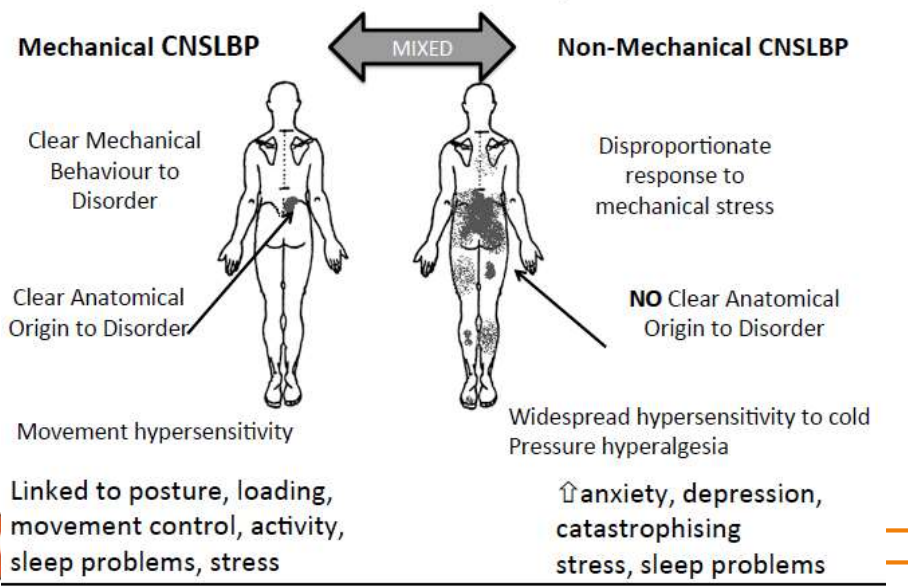 Mechanical CNSLBP
MIXED
Non-Mechanical CNSLBP
Clear Mechanical
Behaviour to
Disorder
Disproportionate
response to
mechanical stress
Clear Anatomical
Origin to Disorder
NO Clear Anatomical
Origin to Disorder
Movement hypersensitivity
Widespread hypersensitivity to cold
Pressure hyperalgesia
Linked to posture, loading,
movement control, activity,
sleep problems, stress
⇧anxiety, depression,
catastrophising
stress, sleep problems